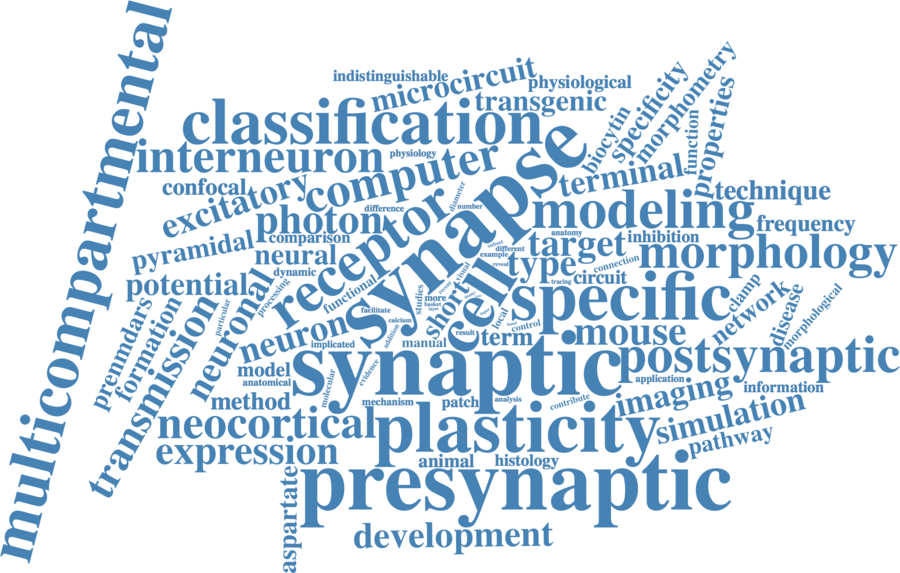 multicompartmental
indistinguishable
microcircuit
physiological
classification
transgenic
biocytin
specificity
morphometry
function
properties
interneuron
physiology
computer
synapse
terminal
technique
confocal
excitatory
photon
difference
receptor
diameter
number
modeling
frequency
pyramidal
comparison
neural
anatomy
target
inhibition
morphology
different
example
reveal
type
connection
potential
dynamic
processing
functional
cell
visual
tracing
circuit
clamp
prenndars
formation
transmission
particular
neuronal
neuron
facilitate
calcium
addition
studies
more
basket
layer
short
recent
specific
local
control
network
disease
morphological
implicated
manual
result
term
mouse
model
anatomical
synaptic
molecular
evidence
postsynaptic
application
information
method
mechanism
patch
analysis
contribute
imaging
simulation
neocortical
plasticity
pathway
expression
animal
histology
aspartate
presynaptic
development